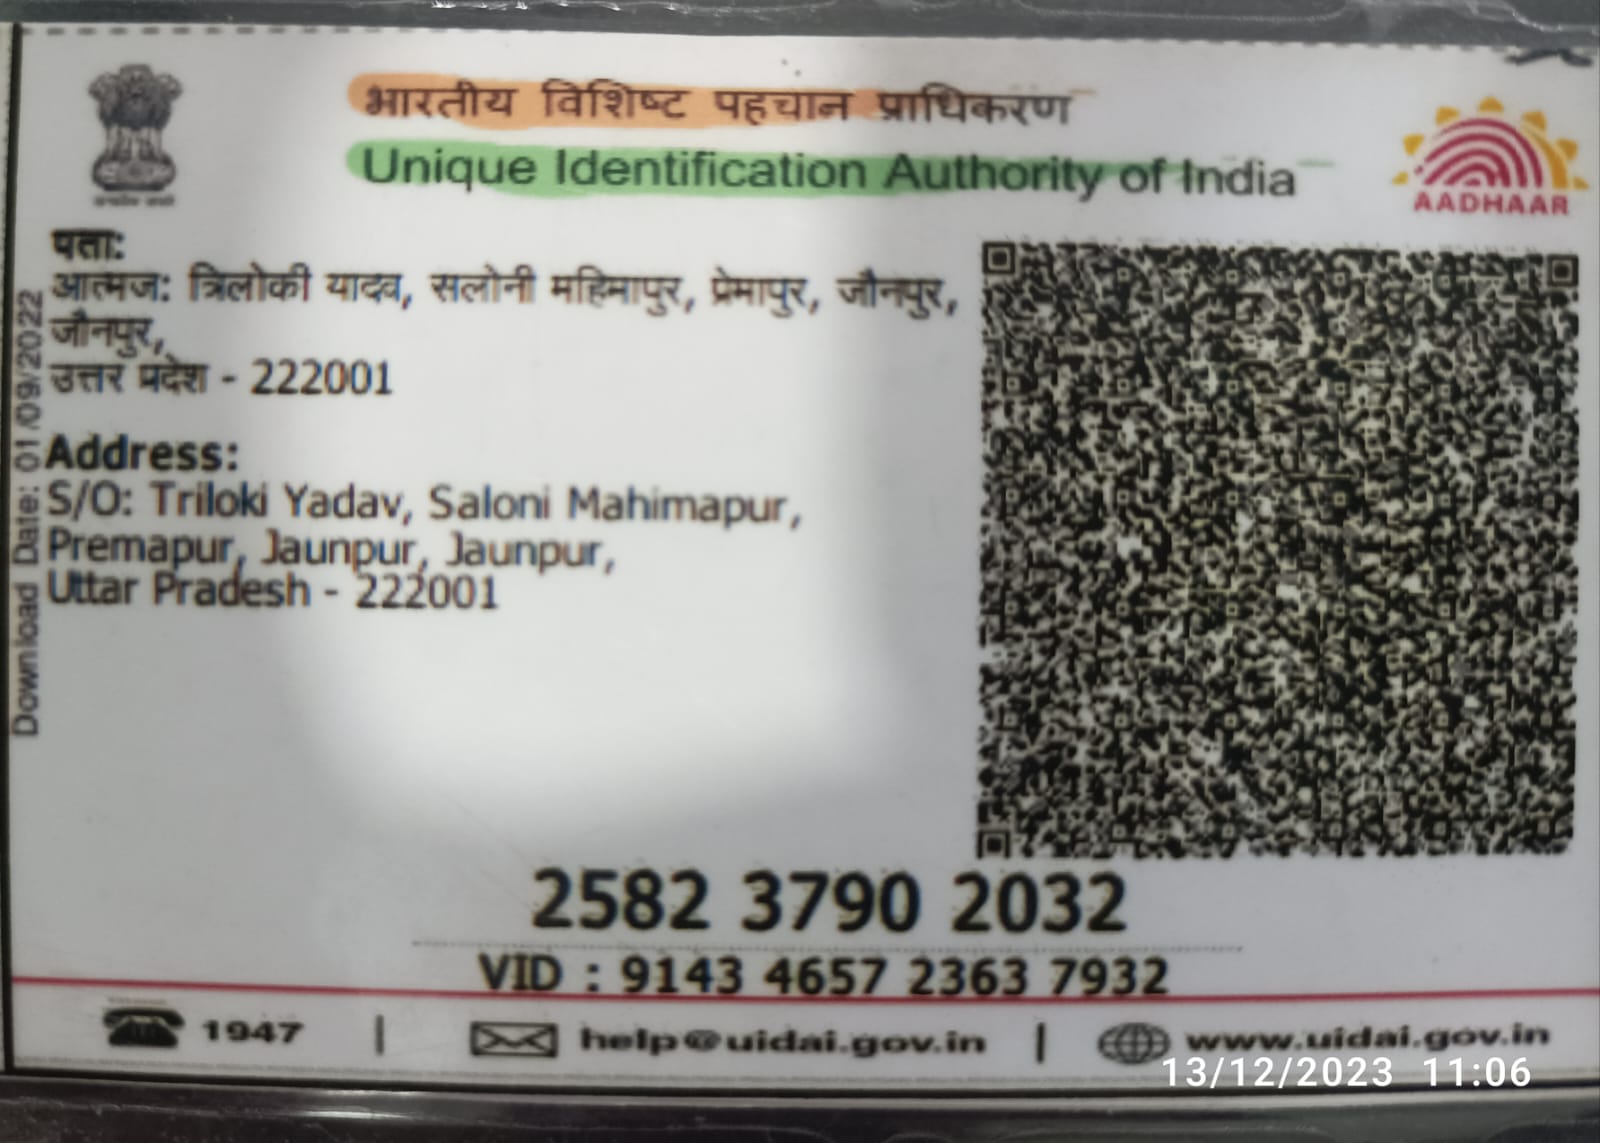 भारतीय विशिष्ट पहचान प्राधिकरण
Unique Identification Authority of India
AADHAAR
पता:
आत्मज: त्रिलोकी यादव, सलोनी महिमापुर, प्रेमापुर, जौनपुर,
जौनपुर,
उत्तर प्रदेश - 222001
Address:
S/O: Triloki Yadav, Saloni Mahimapur,
Premapur, Jaunpur, Jaunpur,
Uttar Pradesh - 222001
Download Date: 01/09/2022
2582 3790 2032
VID : 9143 4657 2363 7932
1947 | help@uidai.gov.in | www.uidai.gov.in
13/12/2023 11:06